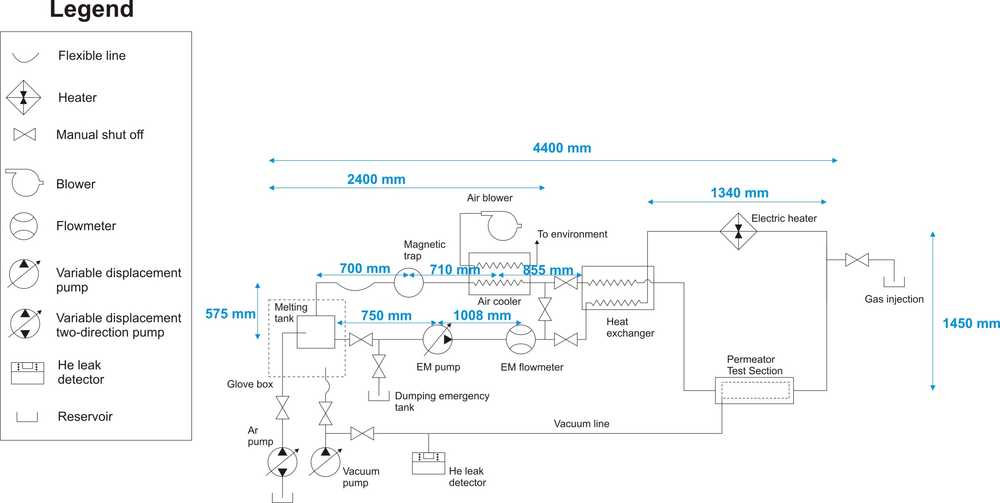 Legend
Flexible line
Heater
Manual shut off
Blower
Flowmeter
Variable displacement
pump
Variable displacement
two-direction pump
He leak
detector
Reservoir
4400 mm
2400 mm
1340 mm
Air blower
Electric heater
To environment
Magnetic
trap
700 mm
710 mm
855 mm
Air cooler
Gas injection
575 mm
Melting
tank
750 mm
1008 mm
Heat
exchanger
1450 mm
EM pump
EM flowmeter
Permeator
Test Section
Glove box
Dumping emergency
tank
Vacuum line
Ar
pump
Vacuum
pump
He leak
detector